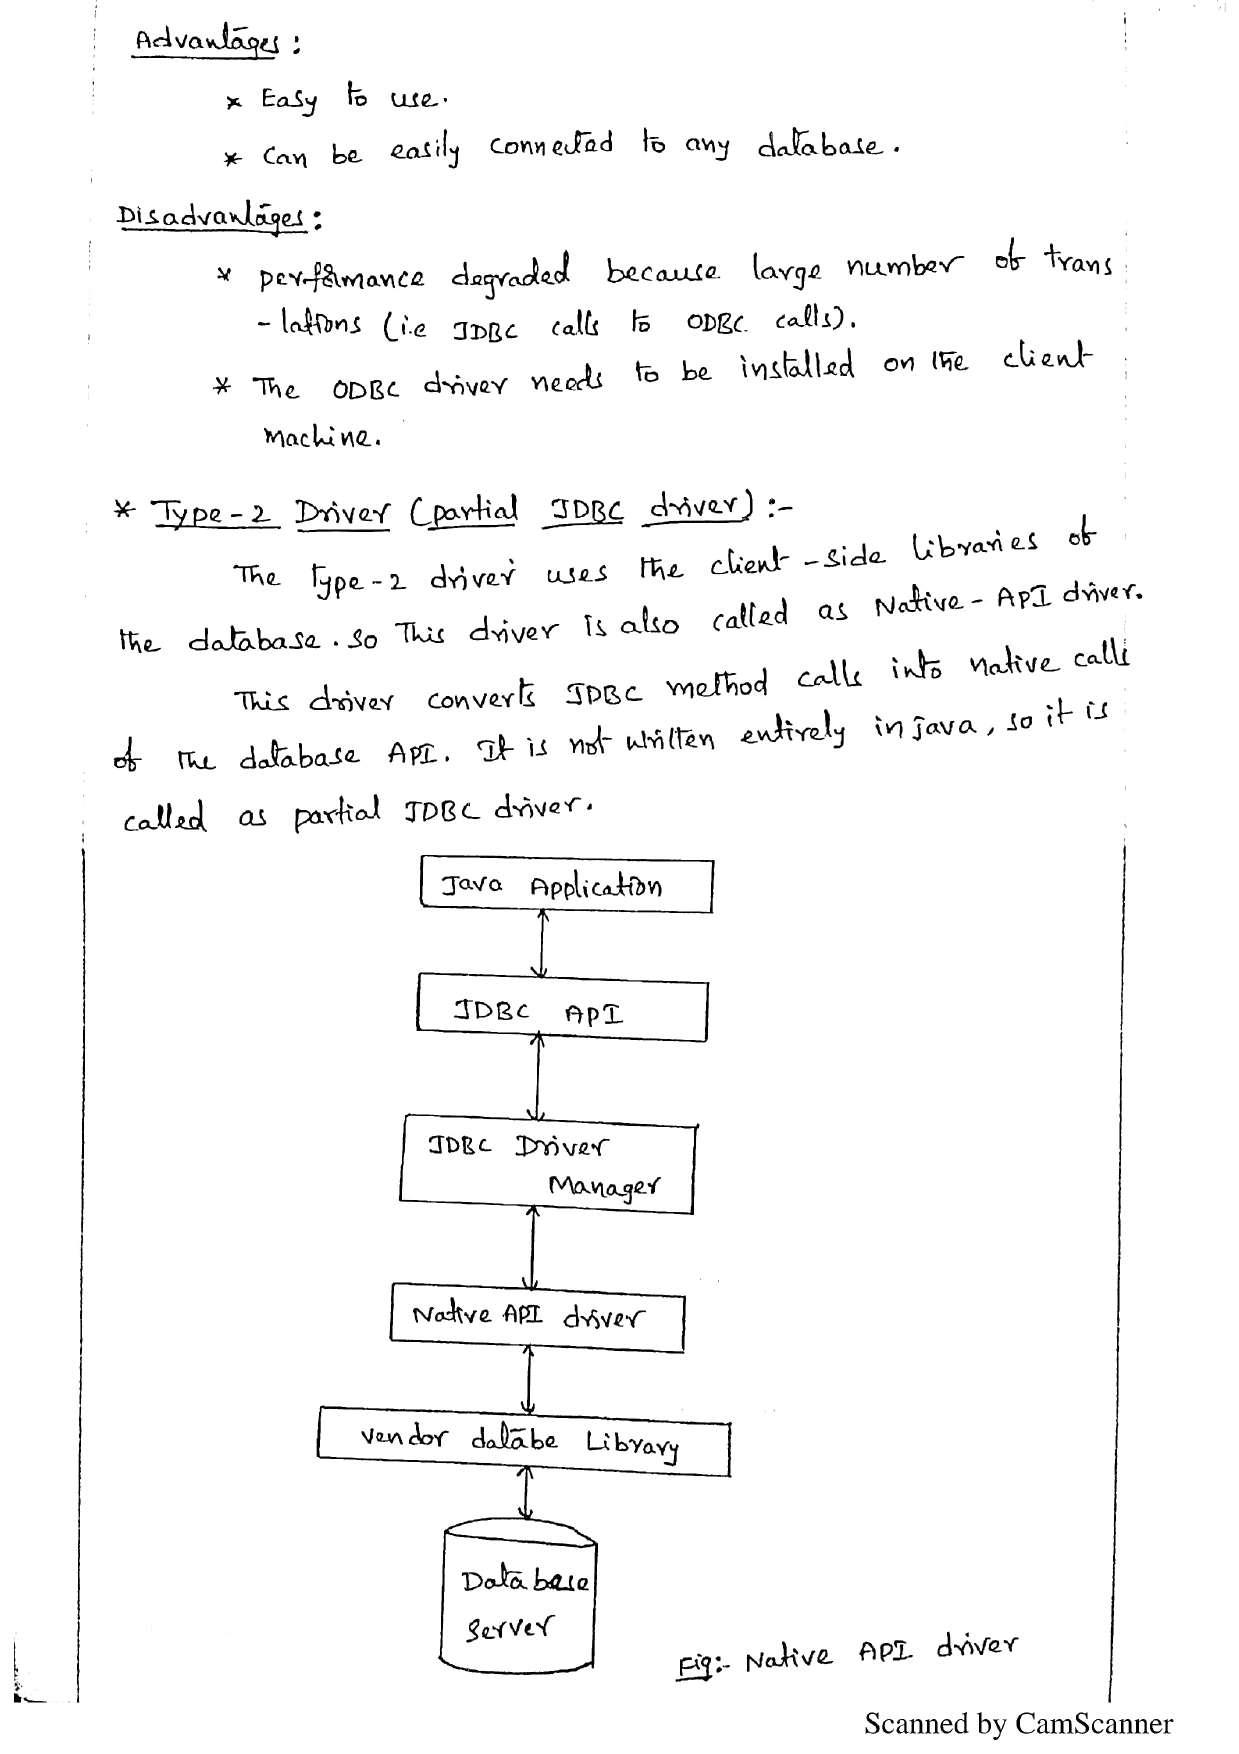 Advantages :
* Easy to use.
* Can be easily connected to any database.
Disadvantages :
* performance degraded because large number of trans
- lations (i.e JDBC calls to ODBC calls).
* The ODBC driver needs to be installed on the client
Machine.
* Type-2 Driver (partial JDBC driver) :-
The Type-2 driver uses the client-side libraries of
the database. So This driver is also called as Native-API driver.
This driver converts JDBC method calls into native calls
of the database API. It is not written entirely in java, so it is
called as partial JDBC driver.
Java Application
JDBC API
JDBC Driver
Manager
Native API driver
Vendor databe Library
Database
Server
Fig:- Native API driver
Scanned by CamScanner